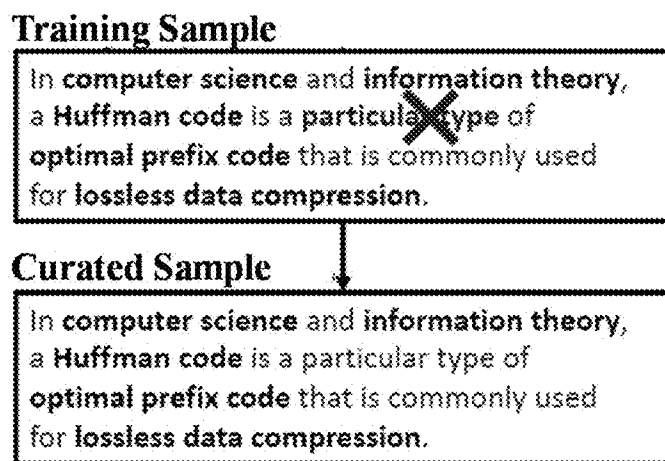 Training Sample
In computer science and information theory,
a Huffman code is a particular type of
optimal prefix code that is commonly used
for lossless data compression.
Curated Sample
In computer science and information theory,
a Huffman code is a particular type of
optimal prefix code that is commonly used
for lossless data compression.